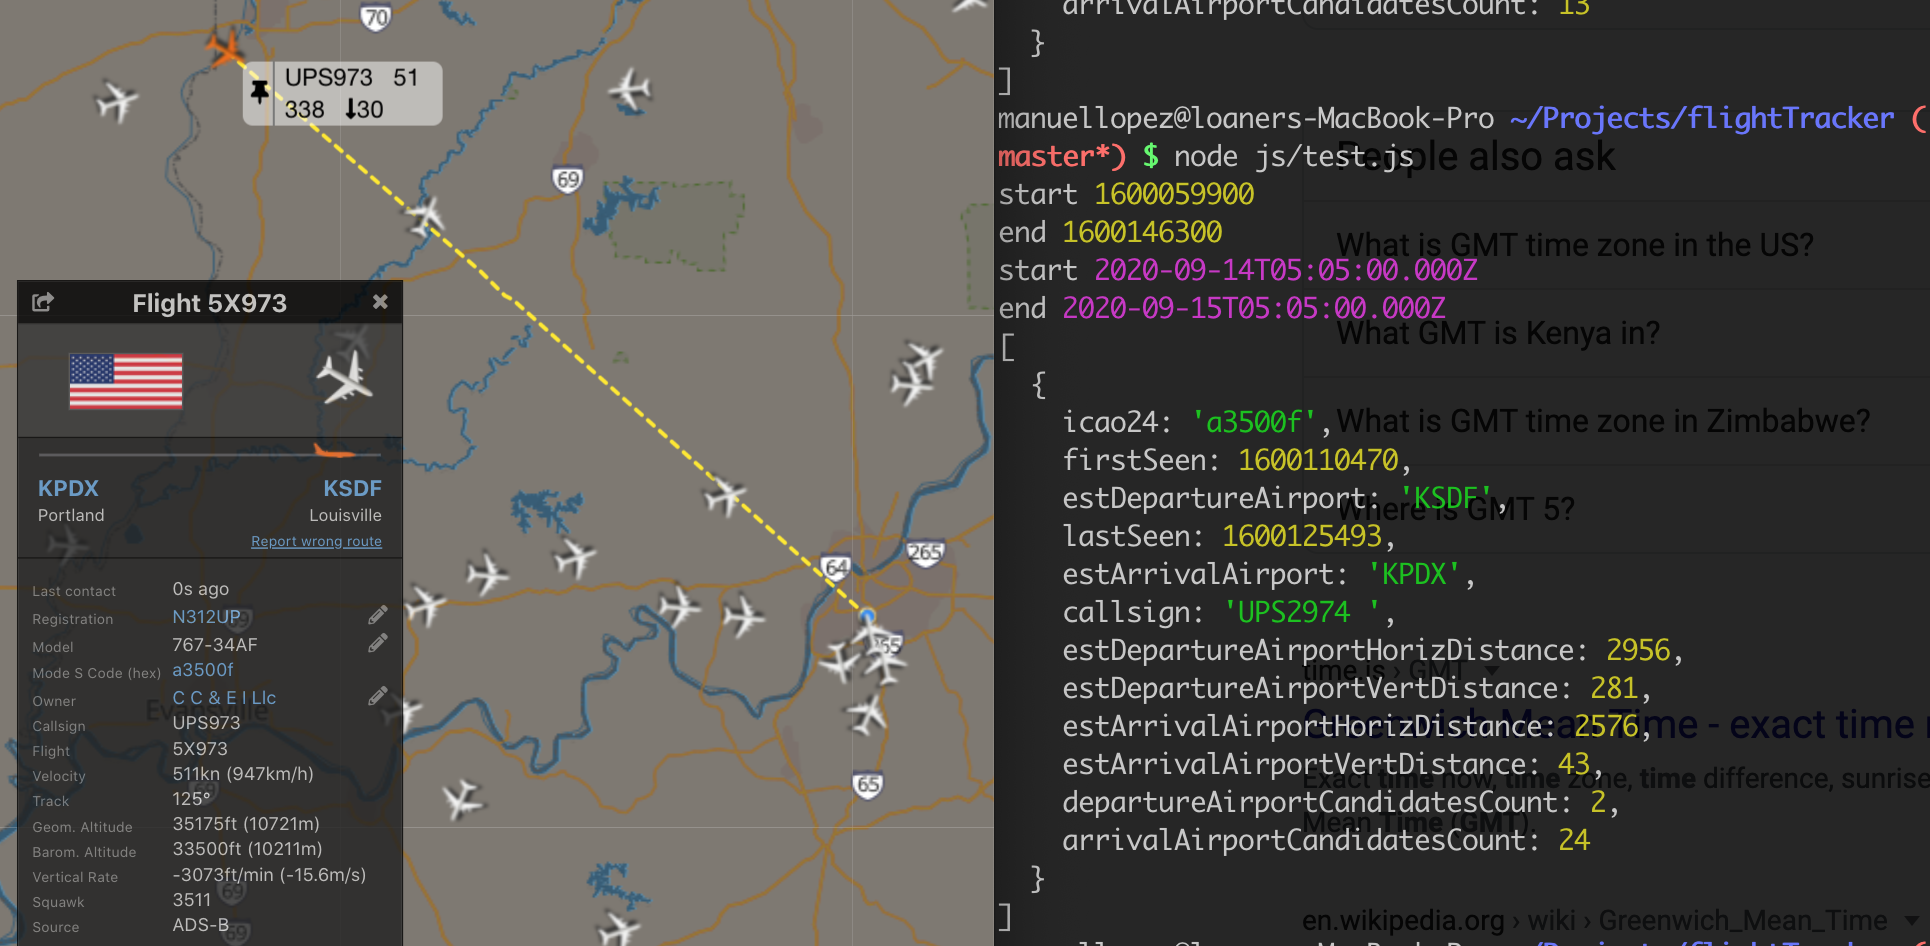 70
UPS973 51
338 ↓30
69
Flight 5X973 ✖
KPDX KSDF
Portland Louisville
Report wrong route
Last contact 0s ago
Registration N312UP
Model 767-34AF
Mode S Code (hex) a3500f
Owner C C & E I Llc
Evansville
Callsign UPS973
Flight 5X973
Velocity 511kn (947km/h)
Track 125°
Geom. Altitude 35175ft (10721m)
Barom. Altitude 33500ft (10211m)
Vertical Rate -3073ft/min (-15.6m/s)
Squawk 3511
Source ADS-B
69
69
69
69
64
265
65
arrivalAirportCandidatesCount: 13
}
]
manuellopez@loaners-MacBook-Pro ~/Projects/flightTracker (
master*) $ node js/test.js
start 1600059900
end 1600146300
start 2020-09-14T05:05:00.000Z
end 2020-09-15T05:05:00.000Z
[
{
icao24: 'a3500f',
firstSeen: 1600110470,
estDepartureAirport: 'KSDF',
lastSeen: 1600125493,
estArrivalAirport: 'KPDX',
callsign: 'UPS2974 ',
estDepartureAirportHorizDistance: 2956,
estDepartureAirportVertDistance: 281,
estArrivalAirportHorizDistance: 2576,
estArrivalAirportVertDistance: 43,
departureAirportCandidatesCount: 2,
arrivalAirportCandidatesCount: 24
}
]
People also ask
What is GMT time zone in the US?
What GMT is Kenya in?
What is GMT time zone in Zimbabwe?
Where is GMT 5?
time.is › GMT
Greenwich Mean Time - exact time
Exact time now, time zone, time difference, sunrise
Mean Time (GMT).
en.wikipedia.org › wiki › Greenwich_Mean_Time